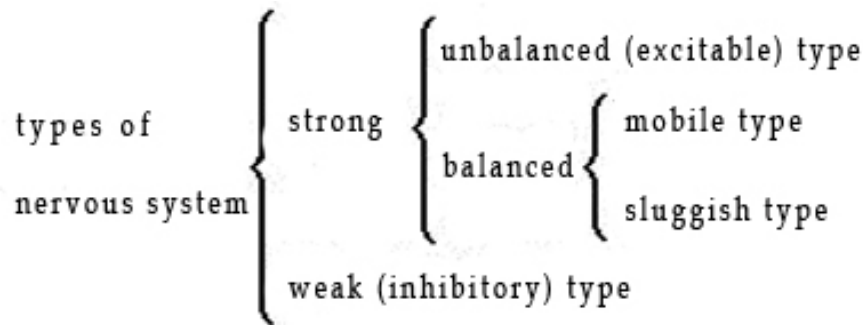 unbalanced (excitable) type
types of
strong
mobile type
balanced
nervous system
sluggish type
weak (inhibitory) type